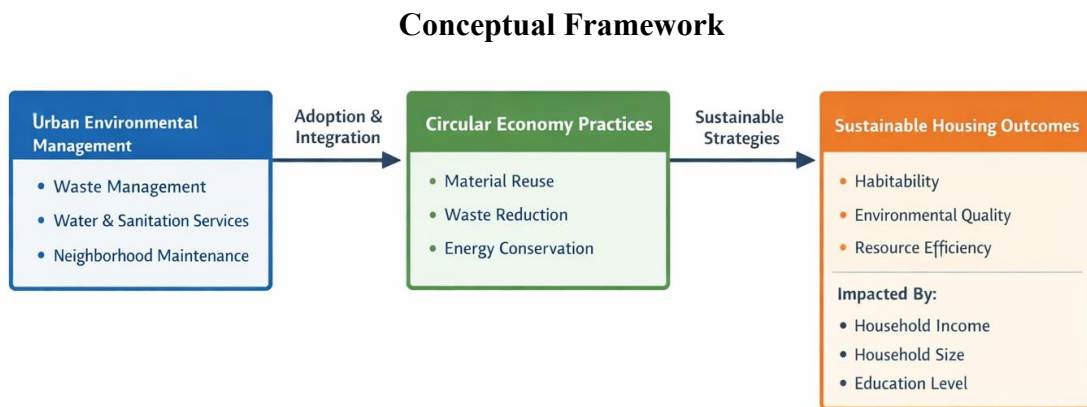 Conceptual Framework
Urban Environmental
Management
• Waste Management
• Water & Sanitation Services
• Neighborhood Maintenance
Adoption &
Integration
Circular Economy Practices
• Material Reuse
• Waste Reduction
• Energy Conservation
Sustainable
Strategies
Sustainable Housing Outcomes
• Habitability
• Environmental Quality
• Resource Efficiency
Impacted By:
• Household Income
• Household Size
• Education Level